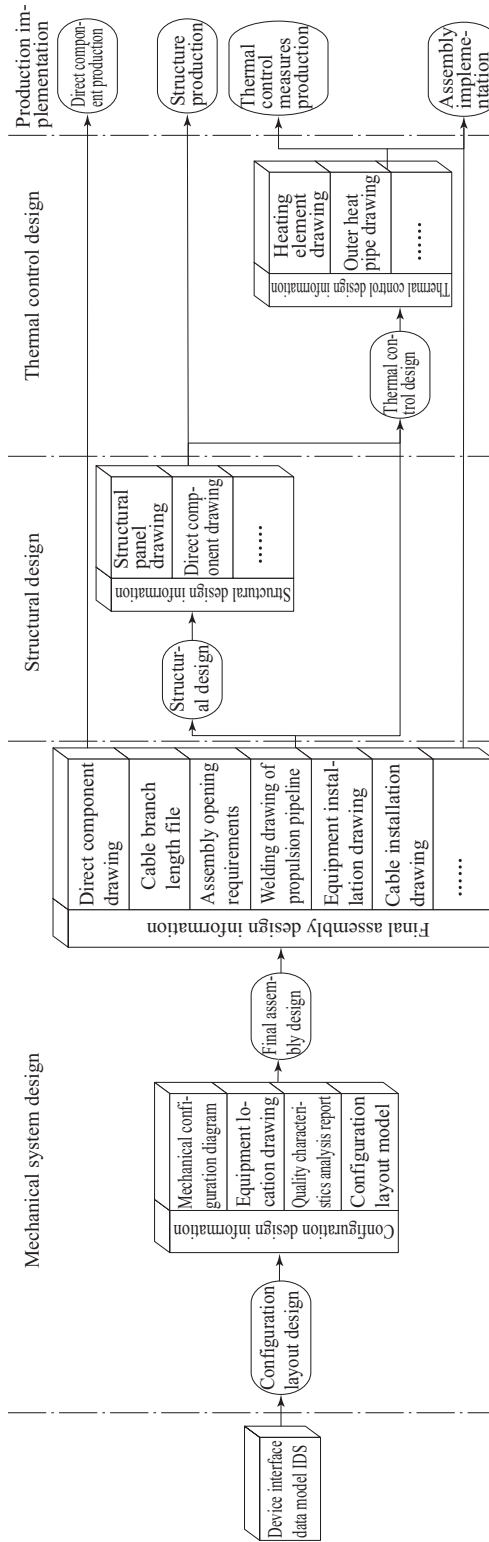 Mechanical system design
Structural design
Thermal control design
Production im-
plementation
Device interface
data model IDS
Configuration
layout design
Configuration design information
Mechanical confi-
guration diagram
Equipment lo-
cation drawing
Quality characteri-
stics analysis report
Configuration
layout model
Final assem-
bly design
Final assembly design information
Direct component
drawing
Cable branch
length file
Assembly opening
requirements
Welding drawing of
propulsion pipeline
Equipment instal-
lation drawing
Cable installation
drawing
......
Structur-
al design
Structural design information
Structural
panel
drawing
Direct comp-
onent drawing
......
Thermal con-
trol design
Thermal control design information
Heating
element
drawing
Outer heat
pipe drawing
......
Direct compon-
ent production
Structure
production
Thermal
control
measures
production
Assembly
impleme-
ntation